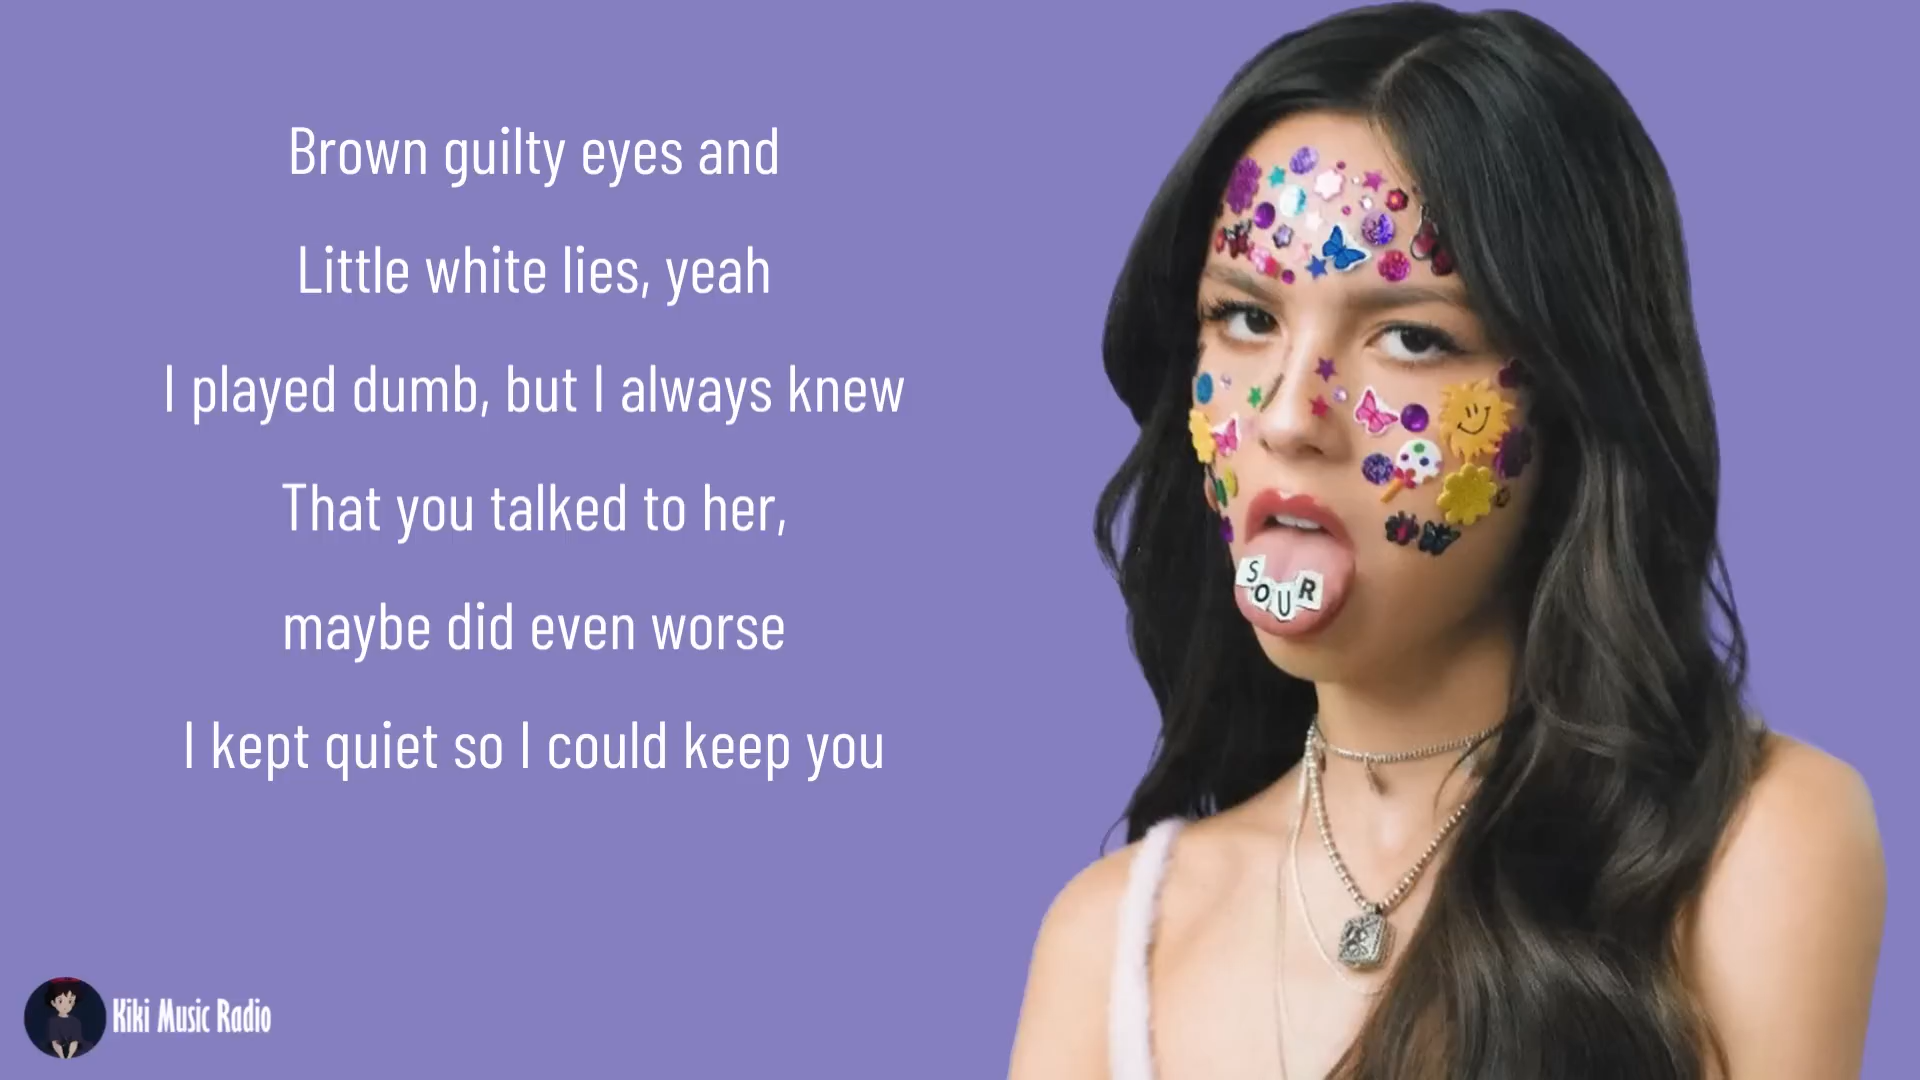 Brown guilty eyes and
Little white lies, yeah
I played dumb, but I always knew
That you talked to her,
maybe did even worse
I kept quiet so I could keep you
SOUR
Kiki Music Radio